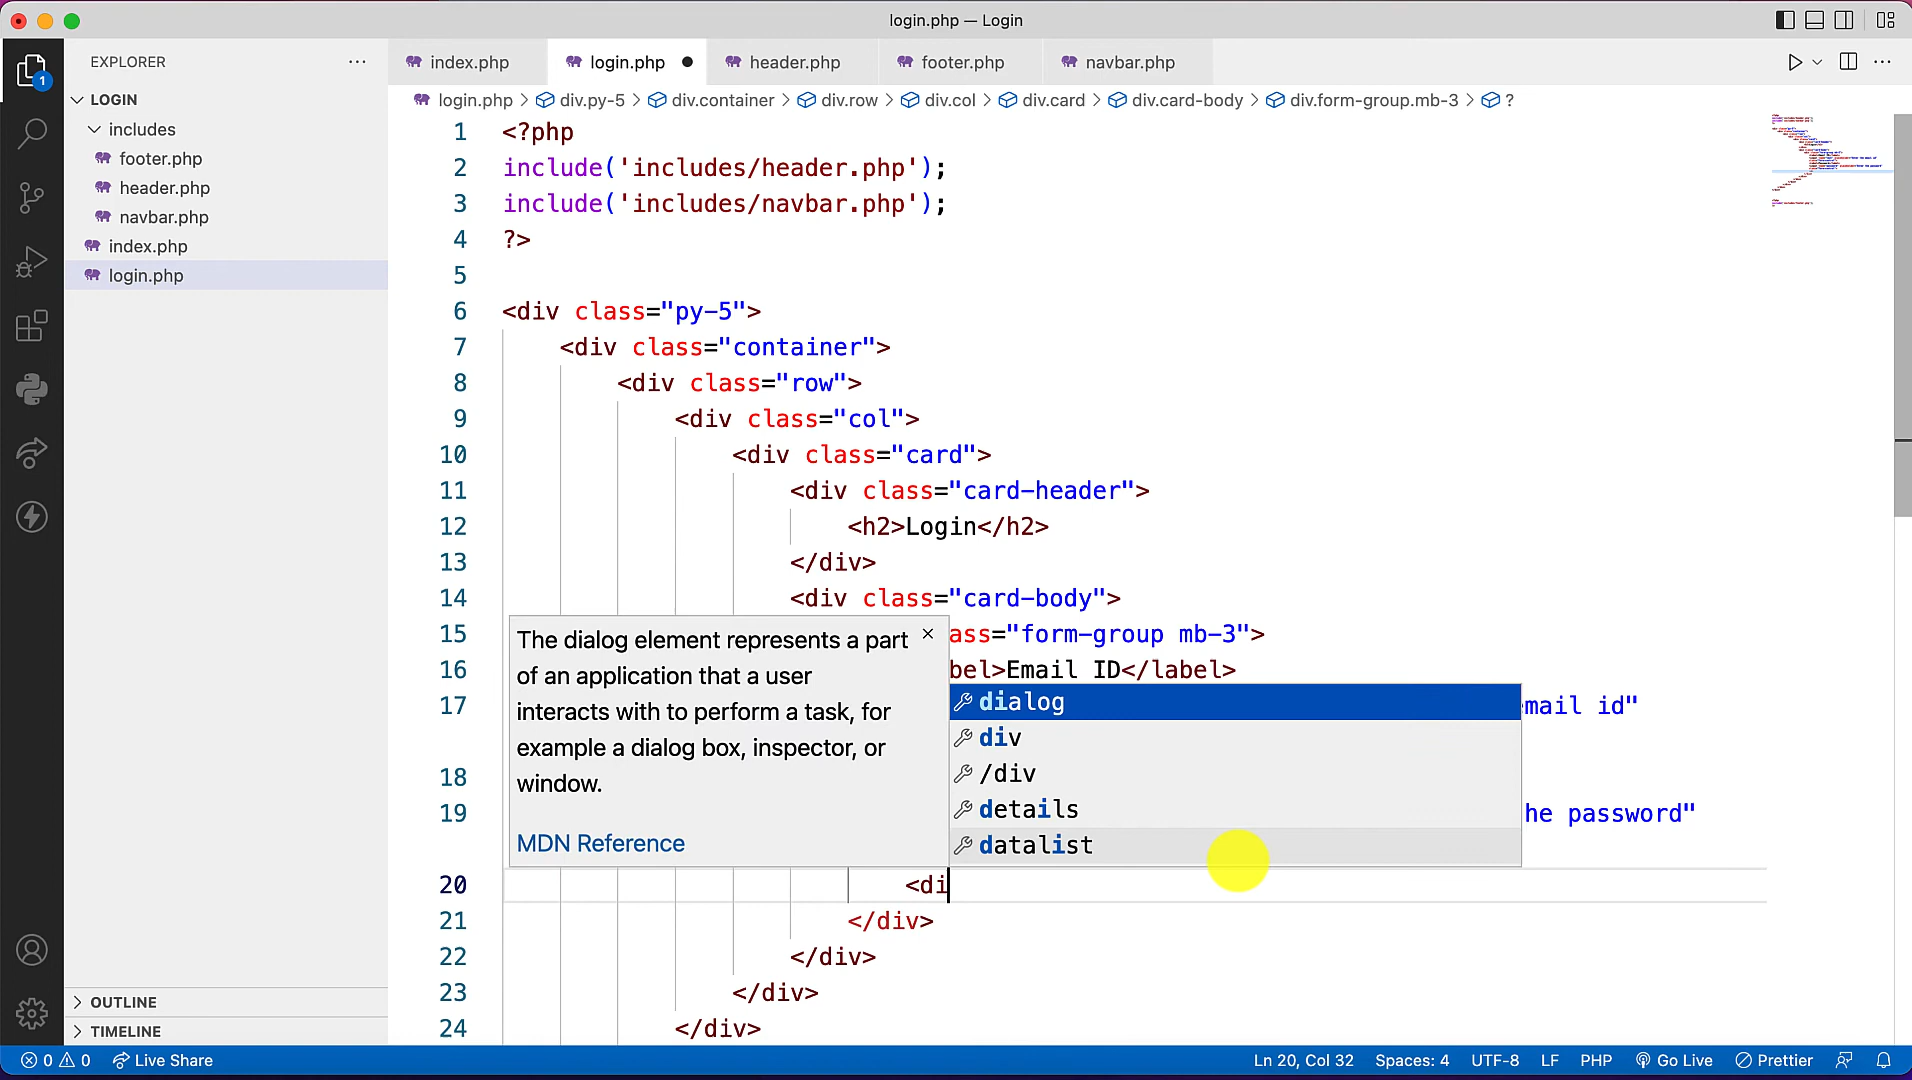 login.php — Login
EXPLORER
LOGIN
includes
footer.php
header.php
navbar.php
index.php
login.php
OUTLINE
TIMELINE
1
index.php
login.php
header.php
footer.php
navbar.php
login.php > div.py-5 > div.container > div.row > div.col > div.card > div.card-body > div.form-group.mb-3 > ?
1 <?php
2 include('includes/header.php');
3 include('includes/navbar.php');
4 ?>
5
6 <div class="py-5">
7 <div class="container">
8 <div class="row">
9 <div class="col">
10 <div class="card">
11 <div class="card-header">
12 <h2>Login</h2>
13 </div>
14 <div class="card-body">
15 ass="form-group mb-3">
16 bel>Email ID</label>
17 mail id"
18
19 he password"
20 <di
21 </div>
22 </div>
23 </div>
24 </div>
The dialog element represents a part
of an application that a user
interacts with to perform a task, for
example a dialog box, inspector, or
window.
MDN Reference
dialog
div
/div
details
datalist
0 0 Live Share Ln 20, Col 32 Spaces: 4 UTF-8 LF PHP Go Live Prettier